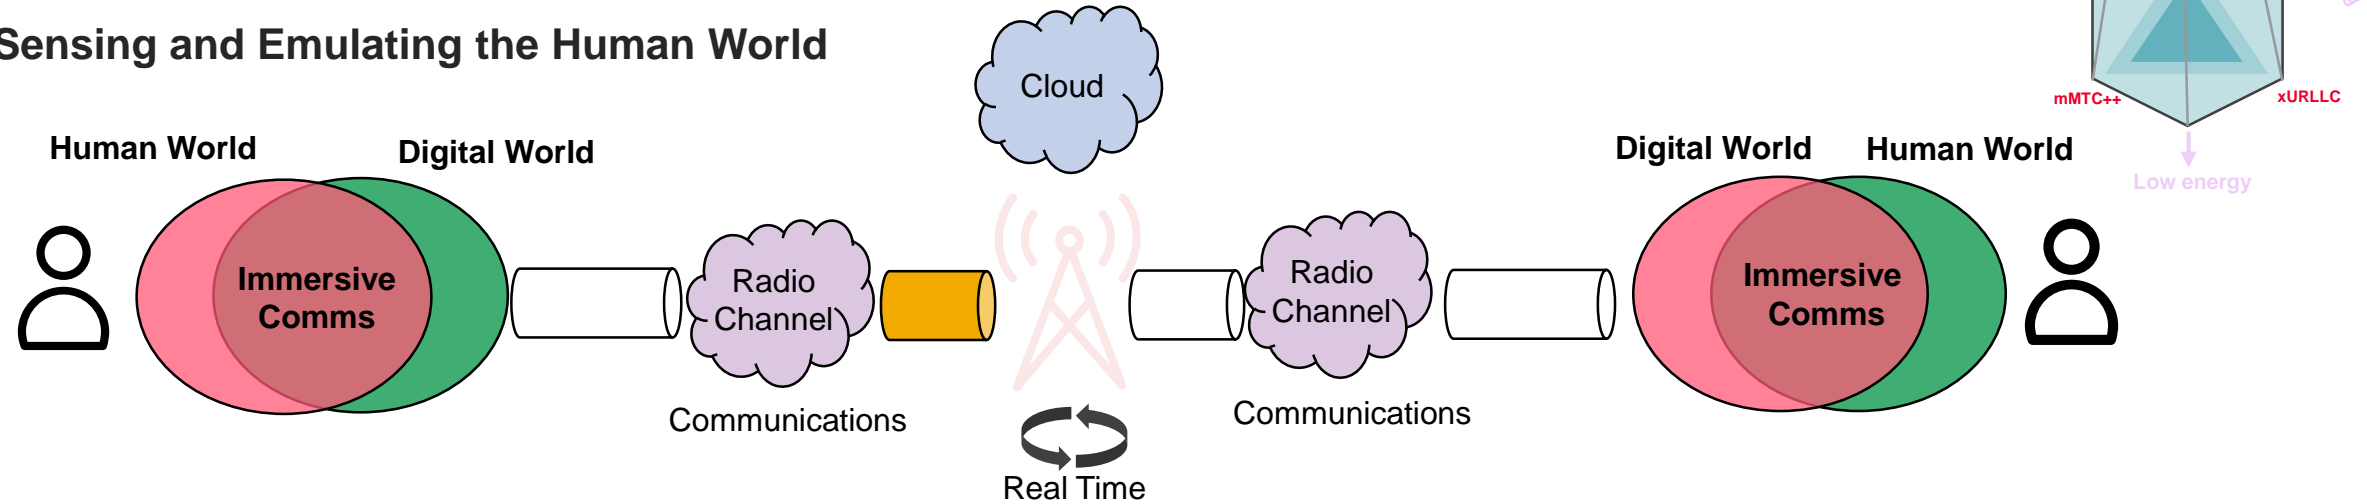 Sensing and Emulating the Human World
Cloud
mMTC++
xURLLC
Low energy
Human World
Digital World
Digital World
Human World
Immersive
Comms
Radio
Channel
Radio
Channel
Immersive
Comms
Communications
Communications
Real Time